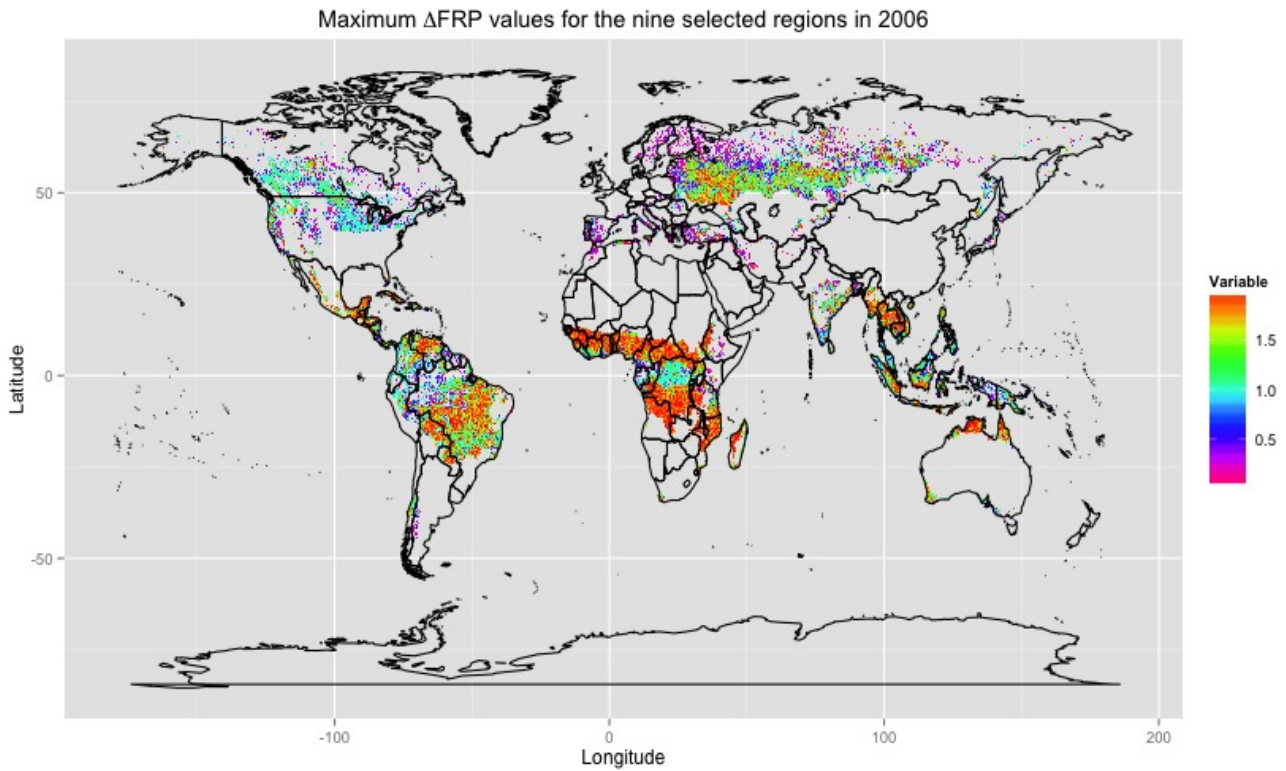 Maximum ΔFRP values for the nine selected regions in 2006
50
0
-50
Latitude
-100
0
100
200
Longitude
Variable
1.5
1.0
0.5